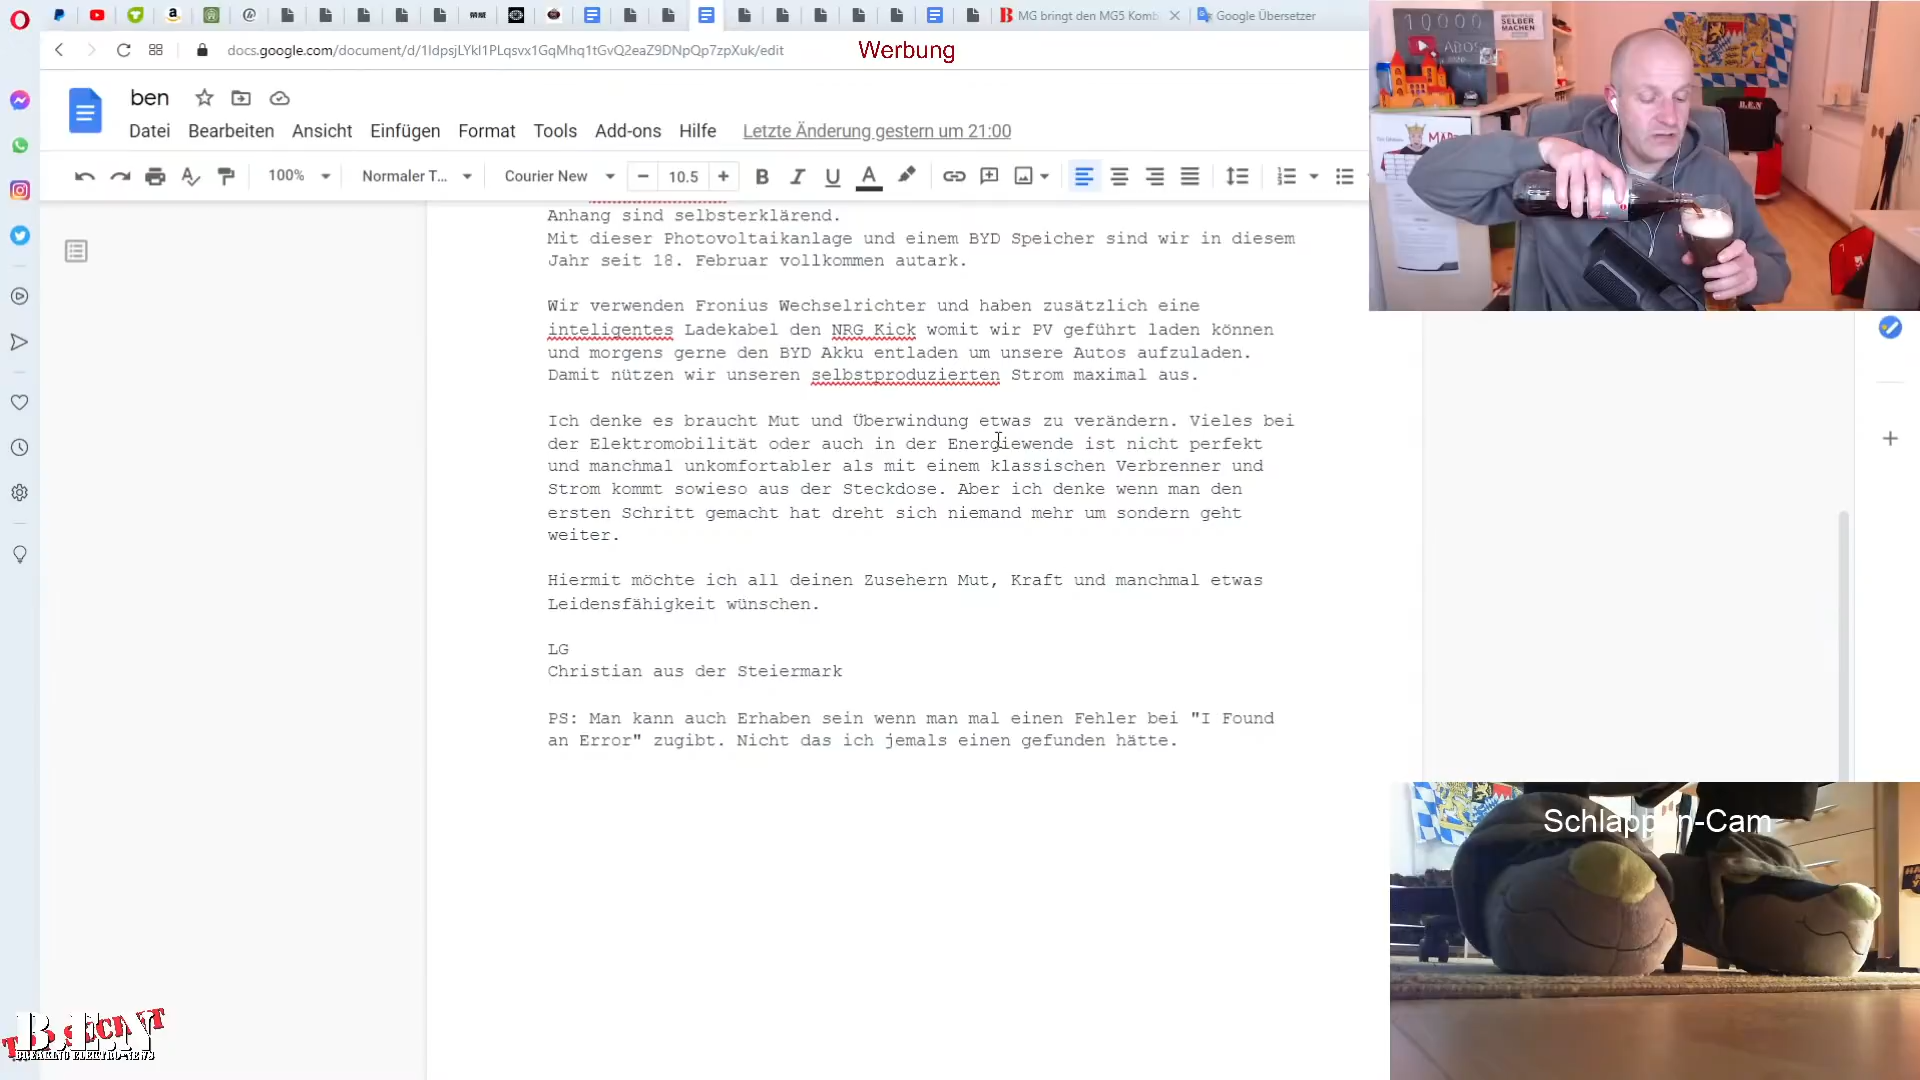 MG bringt den MG5 Komb
Google Übersetzer
docs.google.com/document/d/1IdpsjLYkI1PLqsvx1GqMhq1tGvQ2eaZ9DNpQp7zpXuk/edit
Werbung
ben
Datei Bearbeiten Ansicht Einfügen Format Tools Add-ons Hilfe Letzte Änderung gestern um 21:00
100% Normaler T... Courier New 10.5
Anhang sind selbsterklärend.
Mit dieser Photovoltaikanlage und einem BYD Speicher sind wir in diesem
Jahr seit 18. Februar vollkommen autark.
Wir verwenden Fronius Wechselrichter und haben zusätzlich eine
inteligentes Ladekabel den NRG Kick womit wir PV geführt laden können
und morgens gerne den BYD Akku entladen um unsere Autos aufzuladen.
Damit nützen wir unseren selbstproduzierten Strom maximal aus.
Ich denke es braucht Mut und Überwindung etwas zu verändern. Vieles bei
der Elektromobilität oder auch in der Energiewende ist nicht perfekt
und manchmal unkomfortabler als mit einem klassischen Verbrenner und
Strom kommt sowieso aus der Steckdose. Aber ich denke wenn man den
ersten Schritt gemacht hat dreht sich niemand mehr um sondern geht
weiter.
Hiermit möchte ich all deinen Zusehern Mut, Kraft und manchmal etwas
Leidensfähigkeit wünschen.
LG
Christian aus der Steiermark
PS: Man kann auch Erhaben sein wenn man mal einen Fehler bei "I Found
an Error" zugibt. Nicht das ich jemals einen gefunden hätte.
10000
ABOS
SELBER
MACHEN
B.E.N
Schlappen-Cam
B.E.N
BREAKING ELEKTRO-NEWS